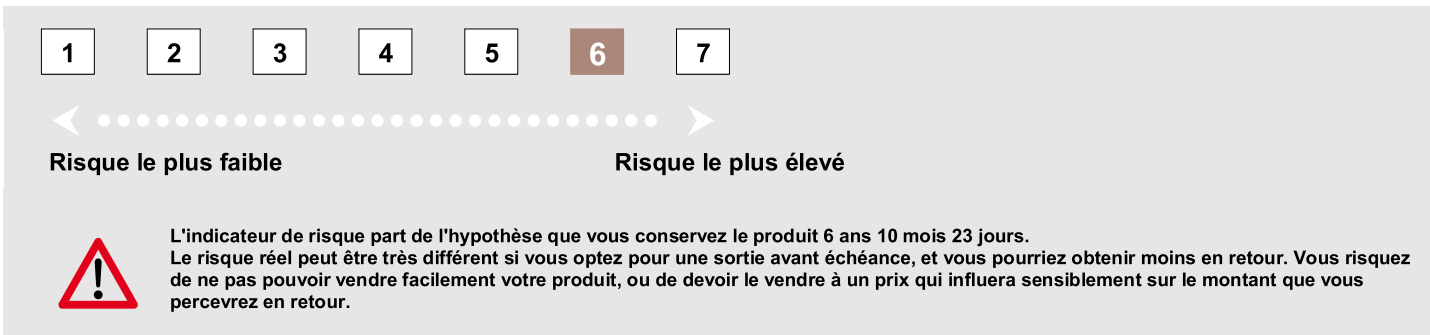 1 2 3 4 5 6 7
Risque le plus faible Risque le plus élevé
L'indicateur de risque part de l'hypothèse que vous conservez le produit 6 ans 10 mois 23 jours.
Le risque réel peut être très différent si vous optez pour une sortie avant échéance, et vous pourriez obtenir moins en retour. Vous risquez
de ne pas pouvoir vendre facilement votre produit, ou de devoir le vendre à un prix qui influera sensiblement sur le montant que vous
percevrez en retour.